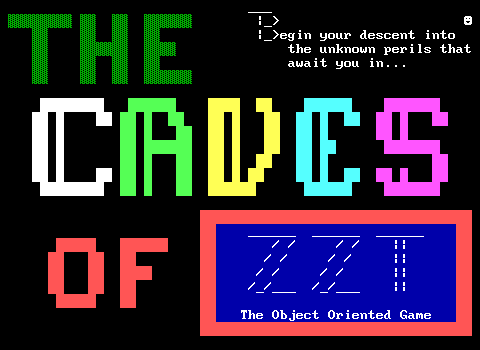 THE
Begin your descent into
the unknown perils that
await you in...
CAVES
OF
ZZT
The Object Oriented Game